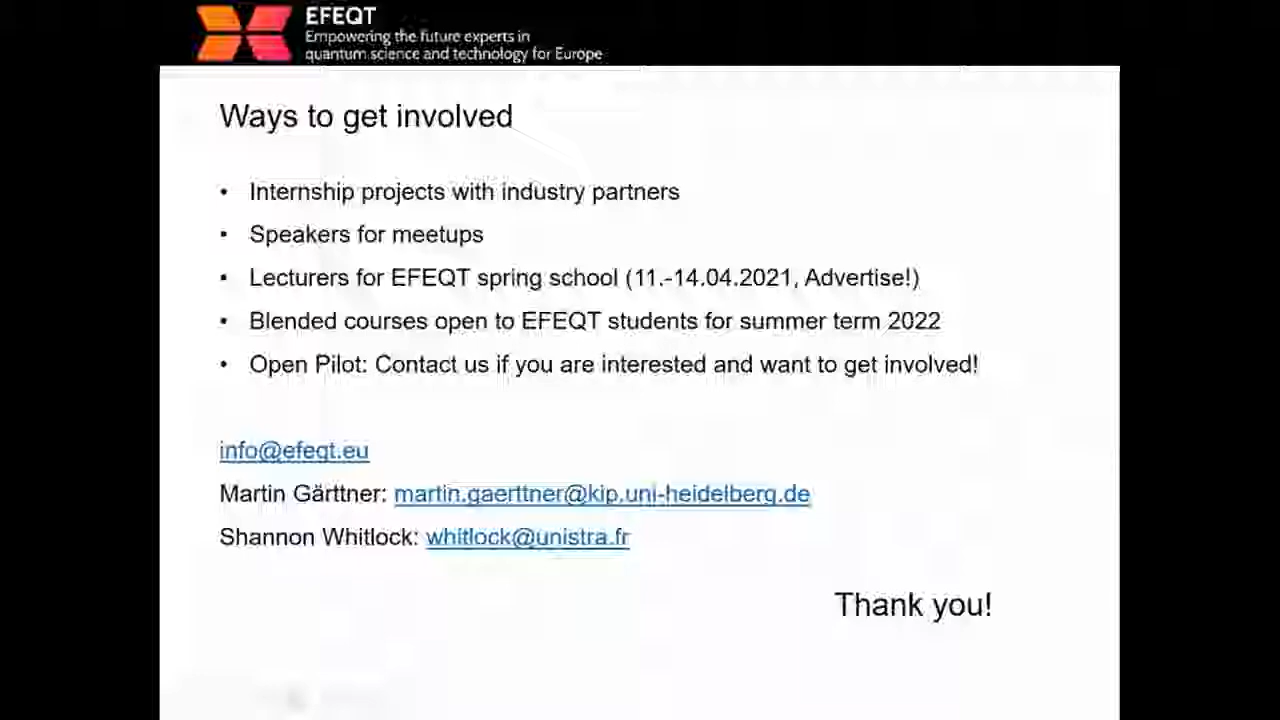 EFEQT
Empowering the future experts in
quantum science and technology for Europe
Ways to get involved
• Internship projects with industry partners
• Speakers for meetups
• Lecturers for EFEQT spring school (11.-14.04.2021, Advertise!)
• Blended courses open to EFEQT students for summer term 2022
• Open Pilot: Contact us if you are interested and want to get involved!
info@efeqt.eu
Martin Gärttner: martin.gaerttner@kip.uni-heidelberg.de
Shannon Whitlock: whitlock@unistra.fr
Thank you!